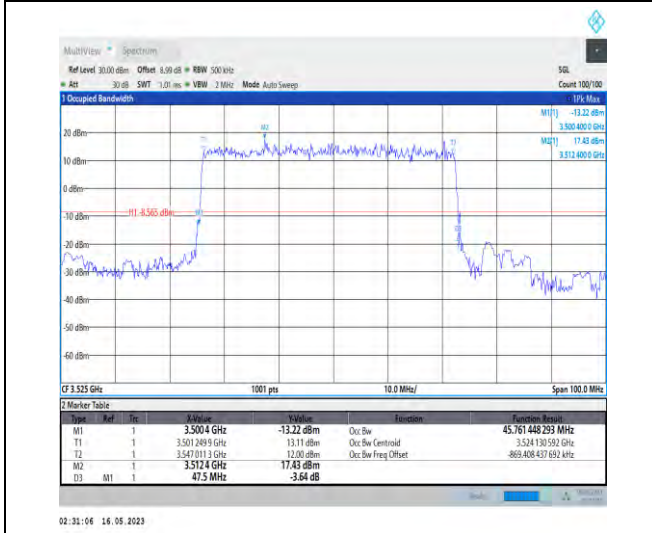 MultiView Spectrum
Ref Level 30.00 dBm Offset 8.99 dB RBW 500 kHz SGL
Att 30 dB SWT 1.01 ms VBW 2 MHz Mode Auto Sweep Count 100/100
1 Occupied Bandwidth 1Pk Max
M1[1] -13.22 dBm
3.500 400 0 GHz
M2[1] 17.43 dBm
3.512 400 0 GHz
M2
20 dBm
10 dBm
0 dBm
-10 dBm
H1 -8.565 dBm
-20 dBm
-30 dBm
-40 dBm
-50 dBm
-60 dBm
CF 3.525 GHz 1001 pts 10.0 MHz/ Span 100.0 MHz
2 Marker Table
Type Ref Trc X-Value Y-Value Function Function Result
M1 1 3.5004 GHz -13.22 dBm Occ Bw 45.761 448 293 MHz
T1 1 3.501 249 9 GHz 13.11 dBm Occ Bw Centroid 3.524 130 592 GHz
T2 1 3.547 011 3 GHz 12.00 dBm Occ Bw Freq Offset -869.408 437 692 kHz
M2 1 3.5124 GHz 17.43 dBm
D3 M1 1 47.5 MHz -3.64 dB
02:31:06 16.05.2023